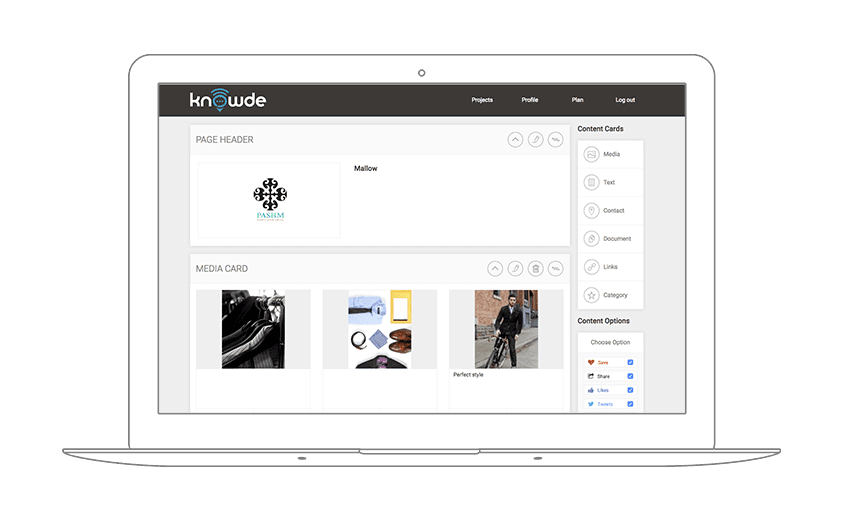 knowde
Projects
Profile
Plan
Log out
PAGE HEADER
Mallow
PASHM
MEDIA CARD
Perfect style
Content Cards
Media
Text
Contact
Document
Links
Category
Content Options
Choose Option
Save
Share
Likes
Tweets